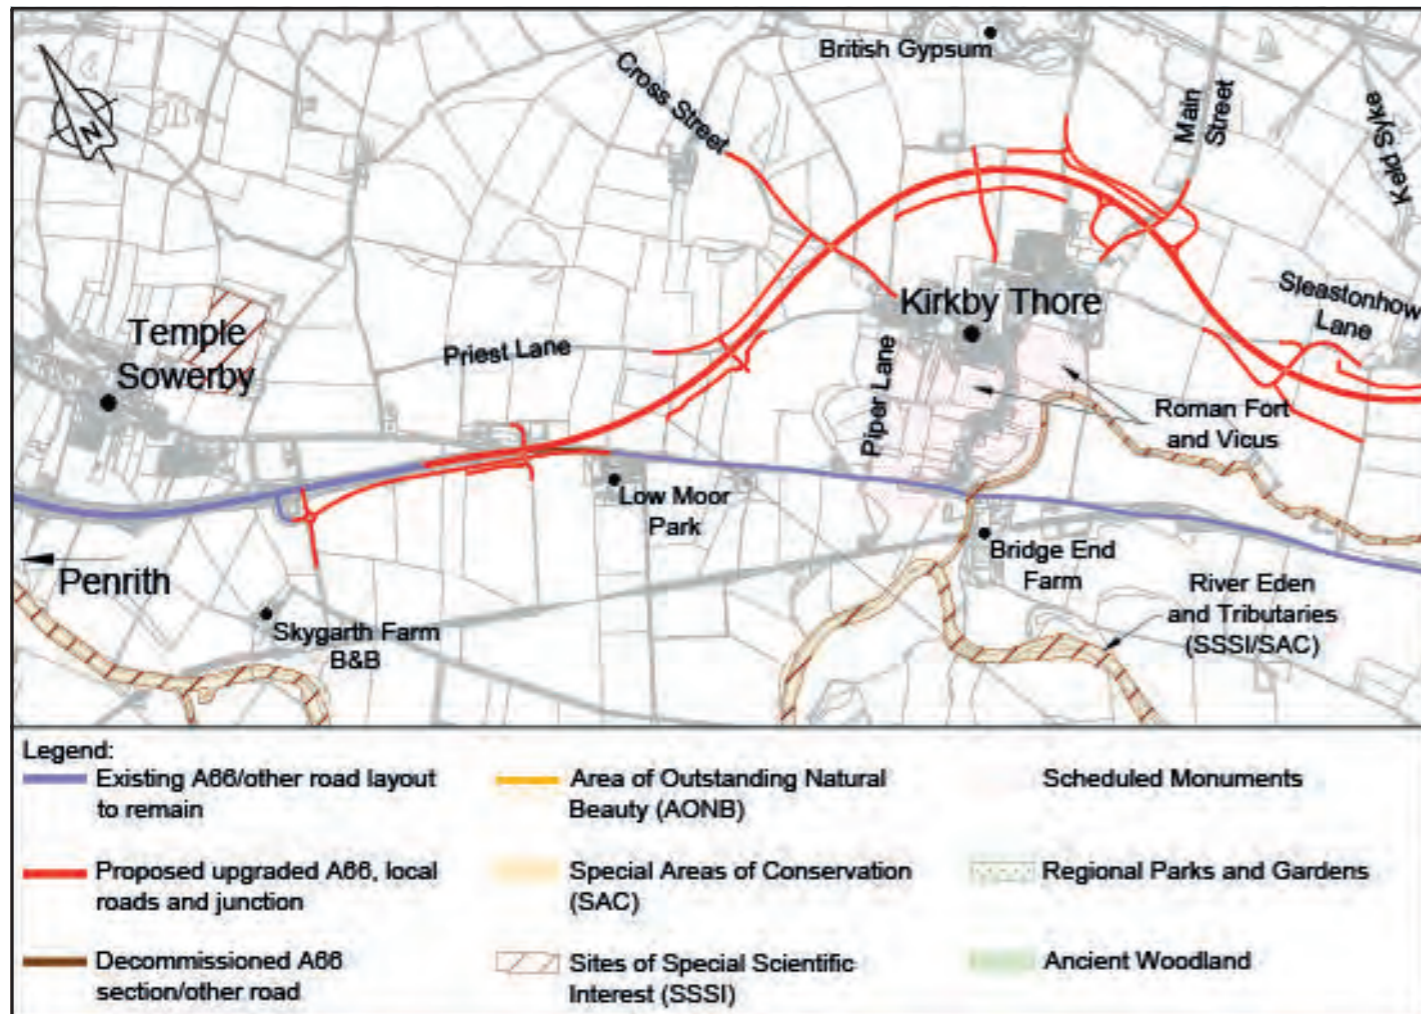 British Gypsum
Cross Street
Main
Street
Keld Syke
Temple
Sowerby
Priest Lane
Kirkby Thore
Piper Lane
Sleastonhow
Lane
Roman Fort
and Vicus
Low Moor
Park
Bridge End
Farm
River Eden
and Tributaries
(SSSI/SAC)
Penrith
Skygarth Farm
B&B
N
Legend:
Existing A66/other road layout
to remain
Proposed upgraded A66, local
roads and junction
Decommissioned A66
section/other road
Area of Outstanding Natural
Beauty (AONB)
Special Areas of Conservation
(SAC)
Sites of Special Scientific
Interest (SSSI)
Scheduled Monuments
Regional Parks and Gardens
Ancient Woodland